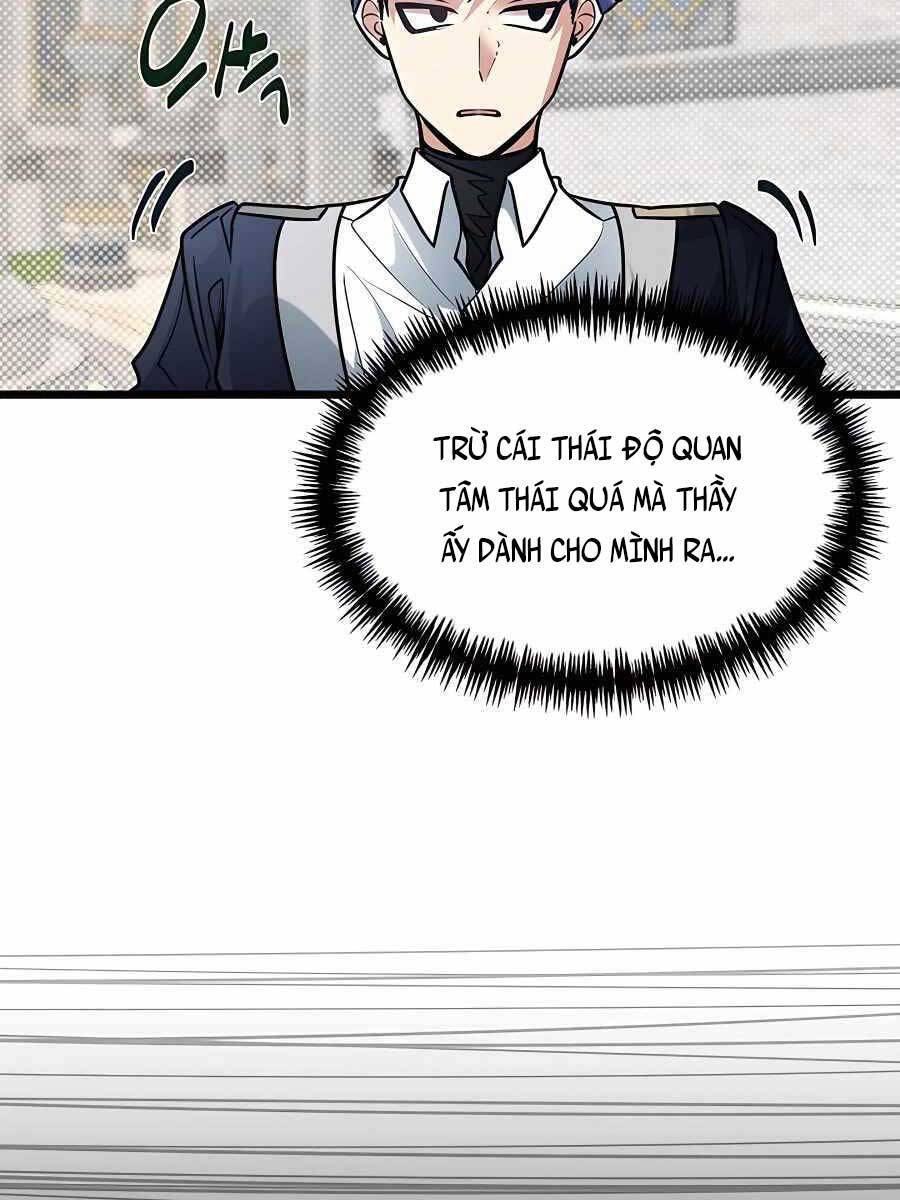 TRỪ CÁI THÁI ĐỘ QUAN
TÂM THÁI QUÁ MÀ THẦY
ẤY DÀNH CHO MÌNH RA...